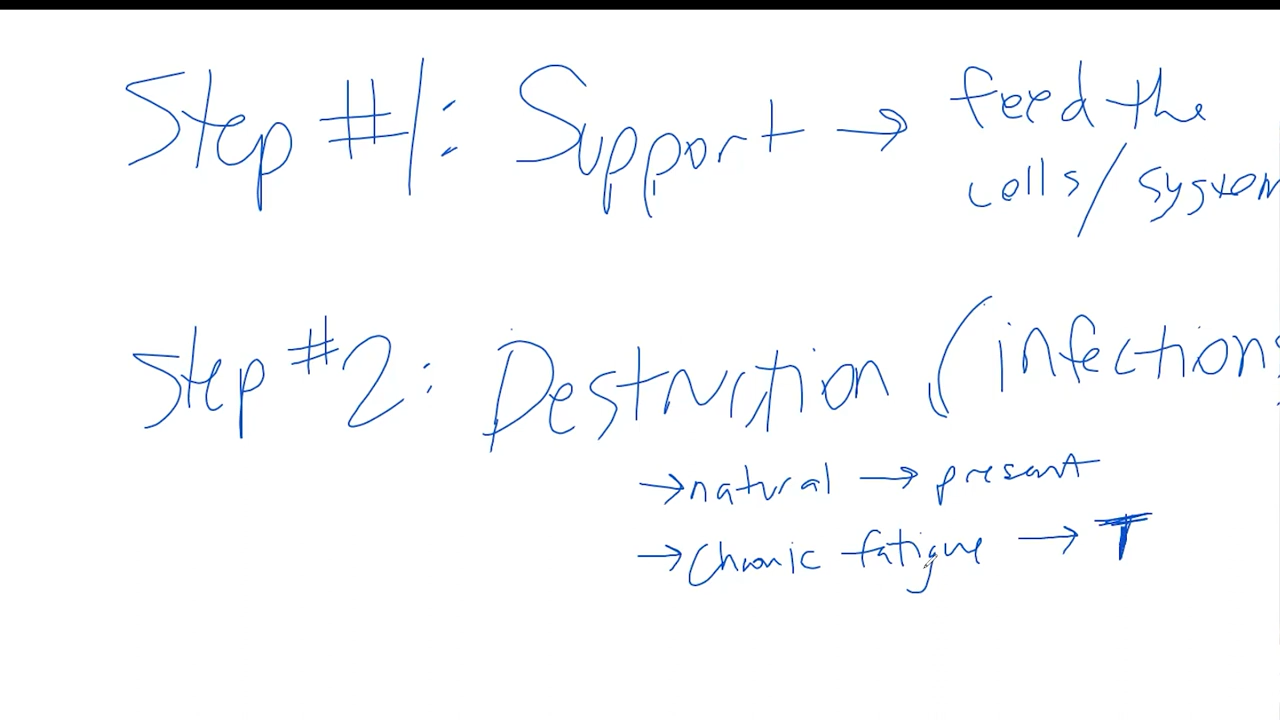 Step #1: Support → feed the
cells/system
Step #2: Destruction (infections
→ natural → present
→ Chronic fatigue → T